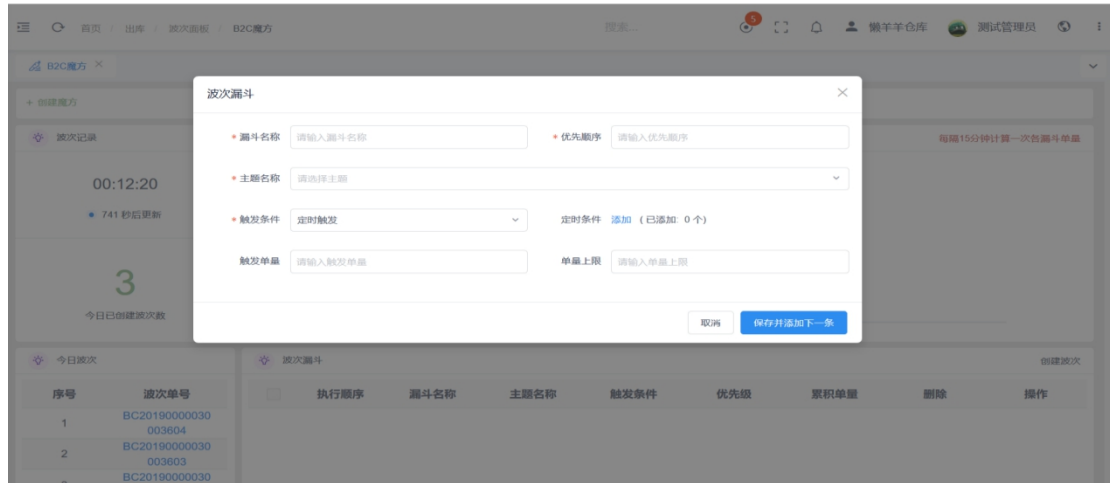 首页 / 出库 / 波次面板 / B2C魔方
搜索...
5
懒羊羊仓库
测试管理员
B2C魔方
+ 创建魔方
波次漏斗
波次记录
每隔15分钟计算一次各漏斗单量
* 漏斗名称 请输入漏斗名称
* 优先顺序 请输入优先顺序
* 主题名称 请选择主题
00:12:20
741 秒后更新
* 触发条件 定时触发
定时条件 添加 (已添加: 0 个)
触发单量 请输入触发单量
单量上限 请输入单量上限
3
今日已创建波次数
取消 保存并添加下一条
今日波次
波次漏斗
创建波次
序号 波次单号
执行顺序 漏斗名称 主题名称 触发条件 优先级 累积单量 删除 操作
1 BC20190000030
003604
2 BC20190000030
003603
BC20190000030